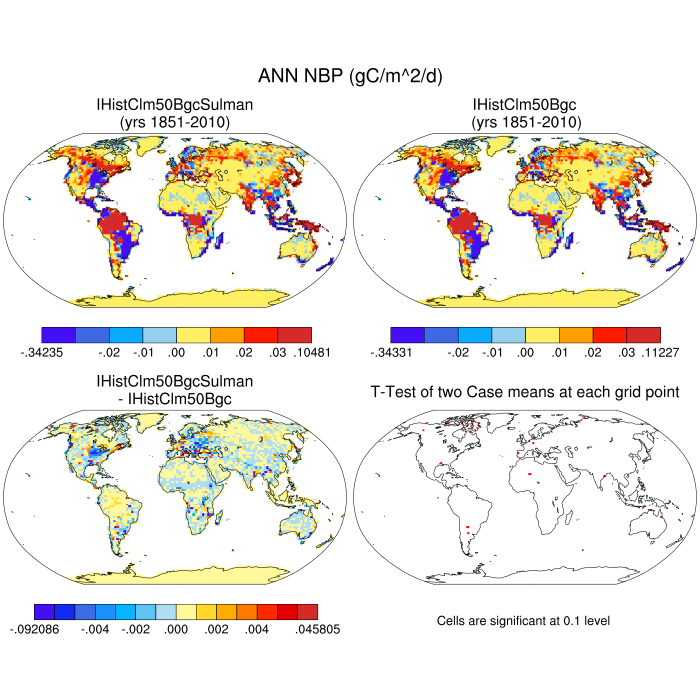 ANN NBP (gC/m^2/d)
IHistClm50BgcSulman
(yrs 1851-2010)
IHistClm50Bgc
(yrs 1851-2010)
-.34235 -.02 -.01 .00 .01 .02 .03 .10481
-.34331 -.02 -.01 .00 .01 .02 .03 .11227
IHistClm50BgcSulman
- IHistClm50Bgc
T-Test of two Case means at each grid point
-.092086 -.004 -.002 .000 .002 .004 .045805
Cells are significant at 0.1 level